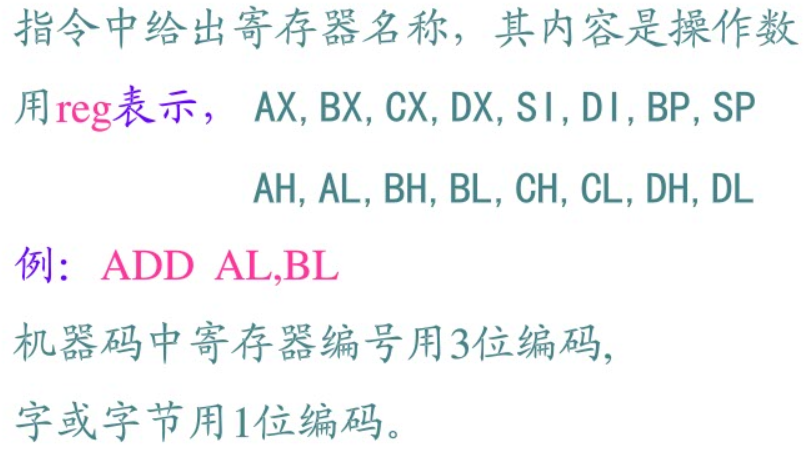 指令中给出寄存器名称，其内容是操作数
用reg表示， AX, BX, CX, DX, SI, DI, BP, SP
AH, AL, BH, BL, CH, CL, DH, DL
例： ADD AL,BL
机器码中寄存器编号用3位编码,
字或字节用1位编码。